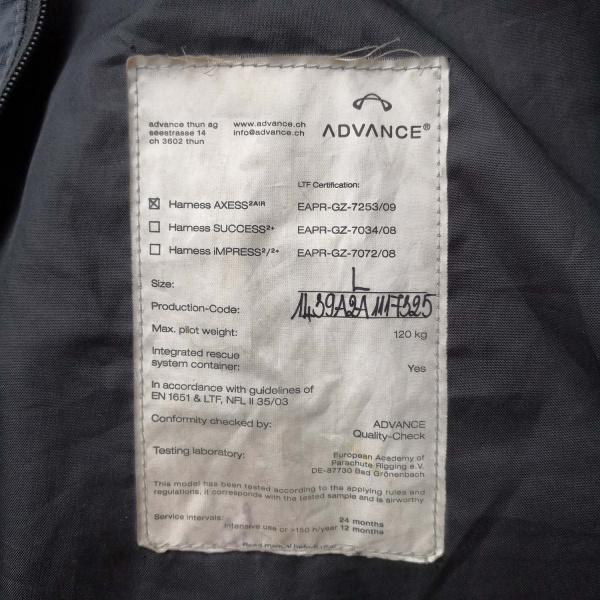 advance thun ag www.advance.ch
seestrasse 14 info@advance.ch
ch 3602 thun
ADVANCE®
LTF Certification:
☒ Harness AXESS²AIR EAPR-GZ-7253/09
☐ Harness SUCCESS²⁺ EAPR-GZ-7034/08
☐ Harness iMPRESS²/²⁺ EAPR-GZ-7072/08
Size: L
Production-Code: 1439A2A1117325
Max. pilot weight: 120 kg
Integrated rescue
system container: Yes
In accordance with guidelines of
EN 1651 & LTF, NFL II 35/03
Conformity checked by: ADVANCE
Quality-Check
Testing laboratory: European Academy of
Parachute Rigging e.V.
DE-87730 Bad Grönenbach
This model has been tested according to the applying rules and
regulations, it corresponds with the tested sample and is airworthy
Service intervals: 24 months
Intensive use or >150 h/year 12 months
Read manual before use